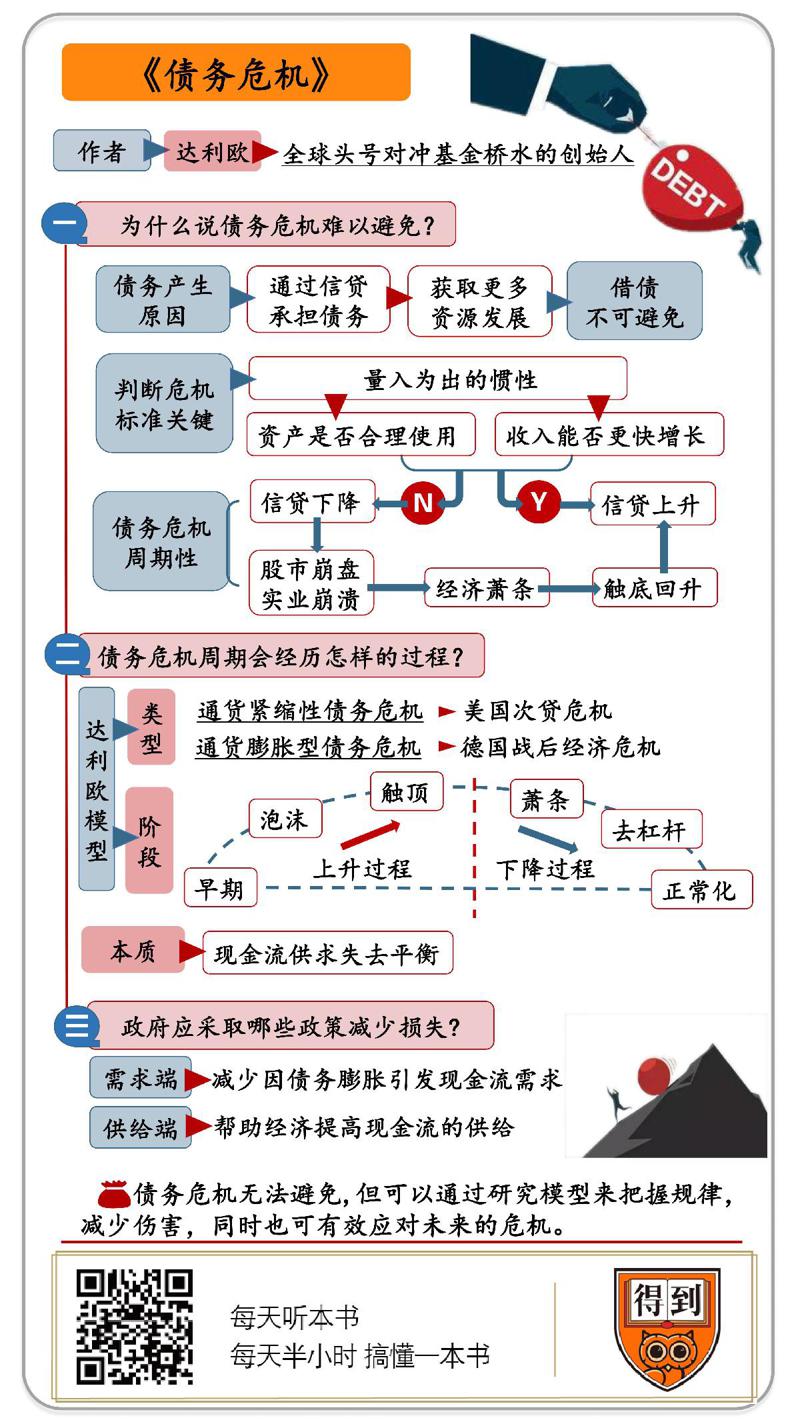 《债务危机》
作者
达利欧
全球头号对冲基金桥水的创始人
DEBT
一
为什么说债务危机难以避免？
债务产生
原因
通过信贷
承担债务
获取更多
资源发展
借债
不可避免
判断危机
标准关键
量入为出的惯性
资产是否合理使用
收入能否更快增长
债务危机
周期性
信贷下降
N
Y
信贷上升
股市崩盘
实业崩溃
经济萧条
触底回升
二
债务危机周期会经历怎样的过程？
达利欧模型
类型
通货紧缩性债务危机
美国次贷危机
通货膨胀型债务危机
德国战后经济危机
阶段
早期
泡沫
触顶
萧条
去杠杆
正常化
上升过程
下降过程
本质
现金流供求失去平衡
三
政府应采取哪些政策减少损失?
需求端
减少因债务膨胀引发现金流需求
供给端
帮助经济提高现金流的供给
债务危机无法避免,但可以通过研究模型来把握规律，
减少伤害，同时也可有效应对未来的危机。
每天听本书
每天半小时 搞懂一本书
得到